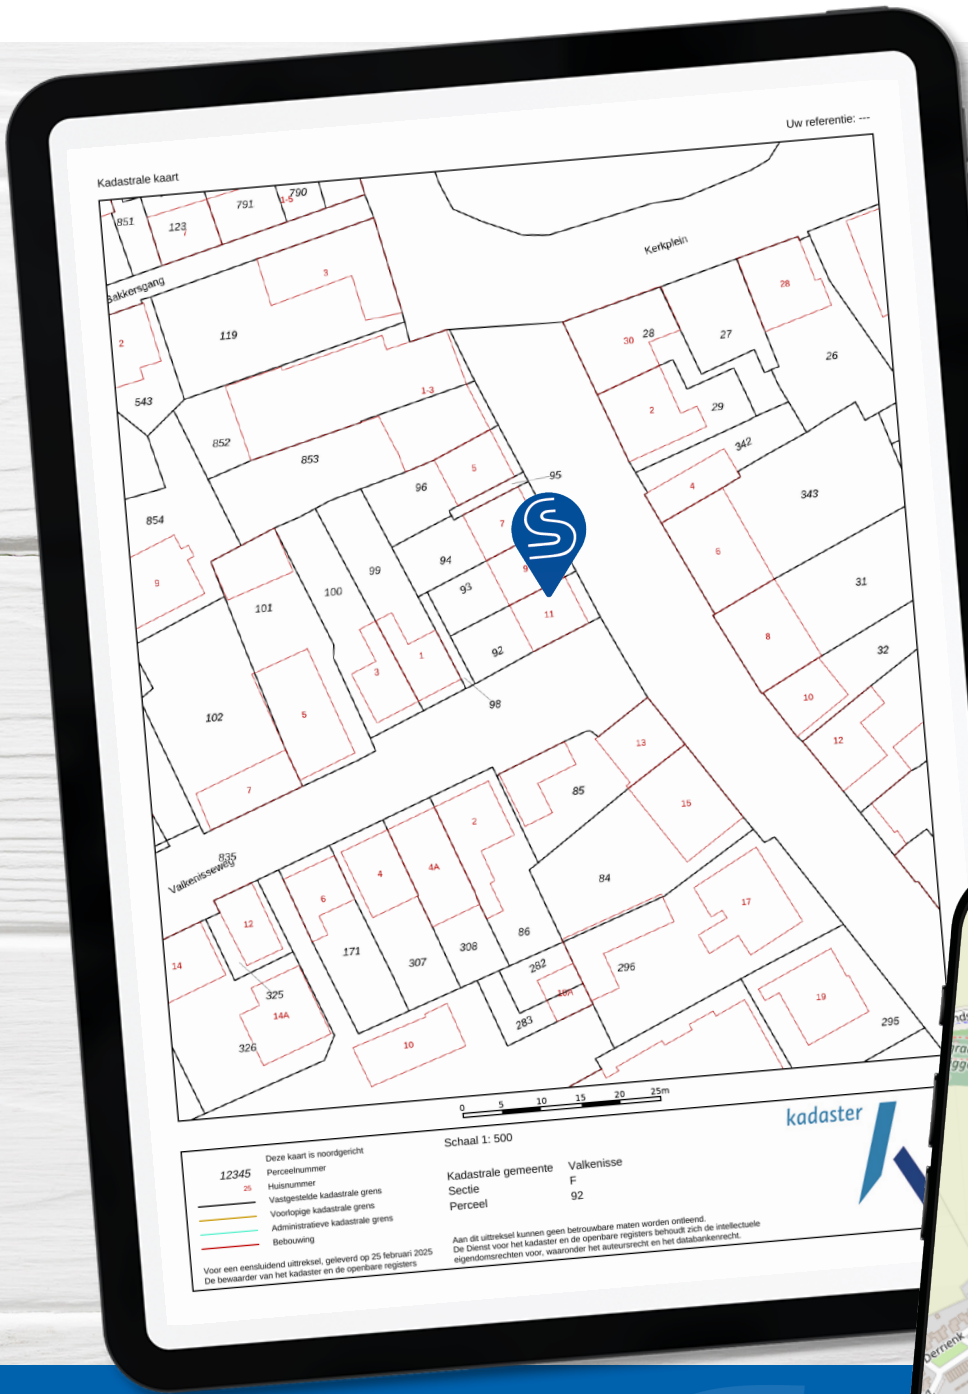 Uw referentie: ---
Kadastrale kaart
851
123
7
791
790
1-5
Kerkplein
Bakkersgang
3
2
119
543
28
30
28
27
26
2
29
1-3
852
853
342
96
5
95
4
343
854
7
6
9
94
99
93
9
100
101
11
31
92
8
32
1
3
98
10
102
5
12
13
7
85
15
2
835
Valkenisseweg
4
4A
84
6
17
12
86
14
171
308
307
282
296
325
18A
19
14A
283
295
326
10
0 5 10 15 20 25m
Schaal 1: 500
kadaster
Deze kaart is noordgericht
12345 Perceelnummer
25 Huisnummer
Vastgestelde kadastrale grens
Voorlopige kadastrale grens
Administratieve kadastrale grens
Bebouwing
Kadastrale gemeente Valkenisse
Sectie F
Perceel 92
Voor een eensluidend uittreksel, geleverd op 25 februari 2025
De bewaarder van het kadaster en de openbare registers
Aan dit uittreksel kunnen geen betrouwbare maten worden ontleend.
De Dienst voor het kadaster en de openbare registers behoudt zich de intellectuele
eigendomsrechten voor, waaronder het auteursrecht en het databankenrecht.
Derrienk